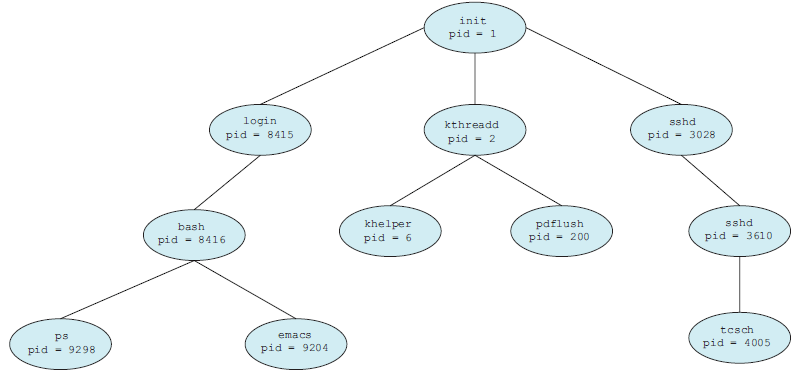 init
pid = 1
login
pid = 8415
kthreadd
pid = 2
sshd
pid = 3028
bash
pid = 8416
khelper
pid = 6
pdflush
pid = 200
sshd
pid = 3610
ps
pid = 9298
emacs
pid = 9204
tcsch
pid = 4005